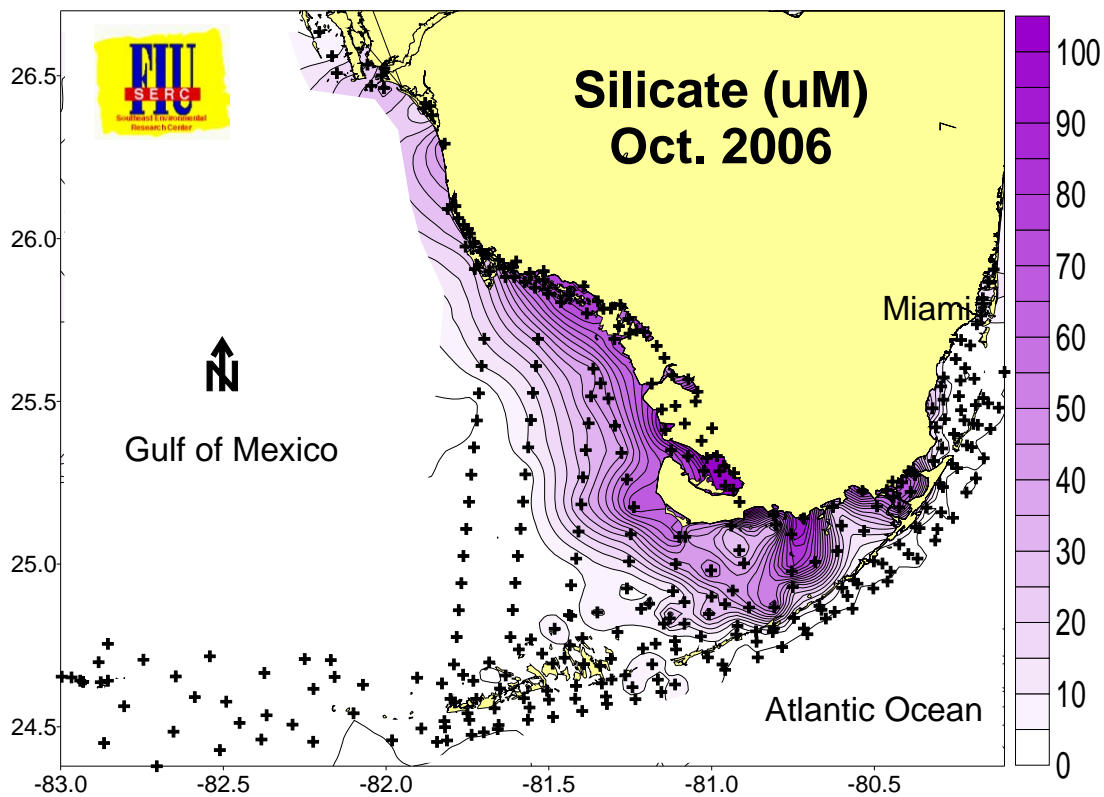 FIU
SERC
Southeast Environmental
Research Center
Silicate (uM)
Oct. 2006
Miami
N
Gulf of Mexico
Atlantic Ocean
26.5
26.0
25.5
25.0
24.5
-83.0
-82.5
-82.0
-81.5
-81.0
-80.5
100
90
80
70
60
50
40
30
20
10
0